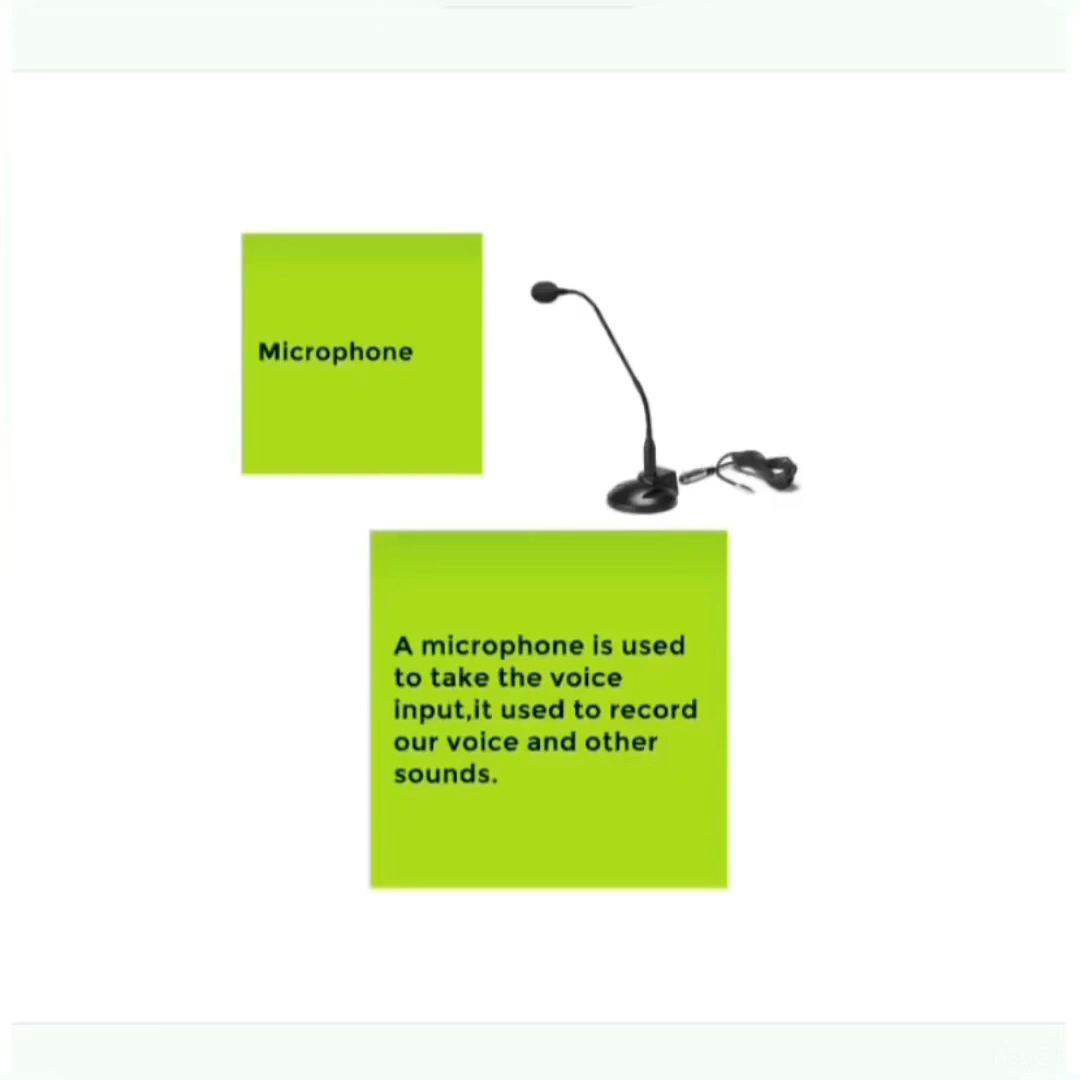 Microphone
A microphone is used
to take the voice
input,it used to record
our voice and other
sounds.